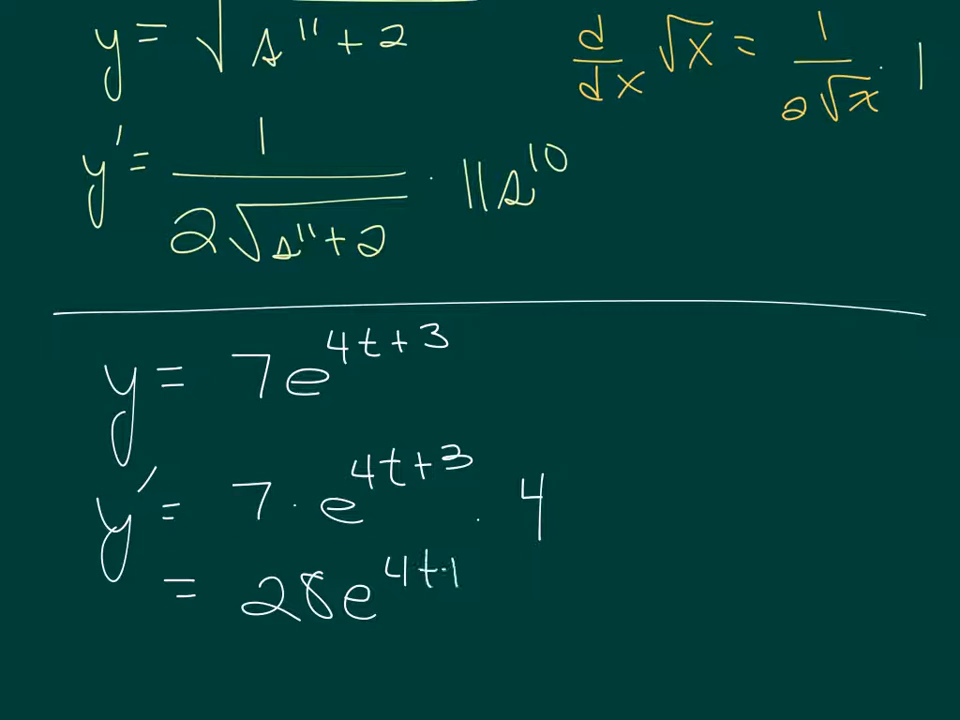 y = √(s¹¹ + 2)
d/dx √x = 1/(2√x) · 1
y' = 1/(2√(s¹¹ + 2)) · 11s¹⁰
y = 7e^(4t + 3)
y' = 7 · e^(4t + 3) · 4
= 28e^(4t·1